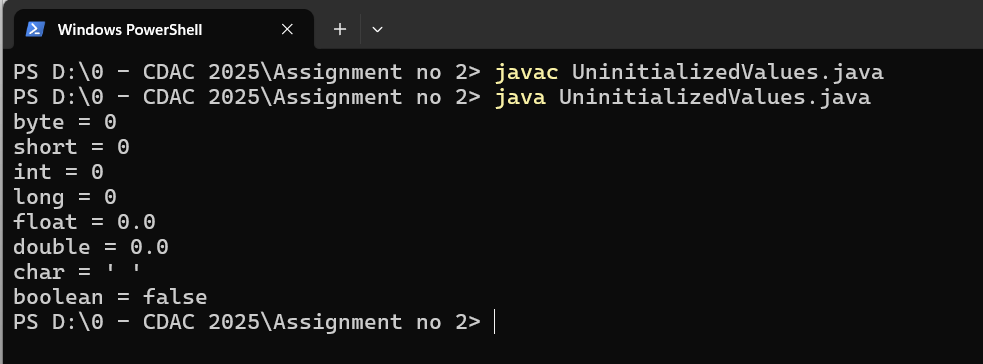 Windows PowerShell
PS D:\0 - CDAC 2025\Assignment no 2> javac UninitializedValues.java
PS D:\0 - CDAC 2025\Assignment no 2> java UninitializedValues.java
byte = 0
short = 0
int = 0
long = 0
float = 0.0
double = 0.0
char = ' '
boolean = false
PS D:\0 - CDAC 2025\Assignment no 2>